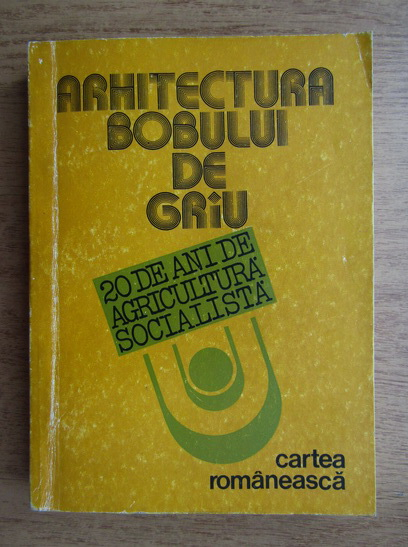 ARHITECTURA
BOBULUI
DE
GRÎU
20 DE ANI DE
AGRICULTURĂ
SOCIALISTĂ
cartea
românească